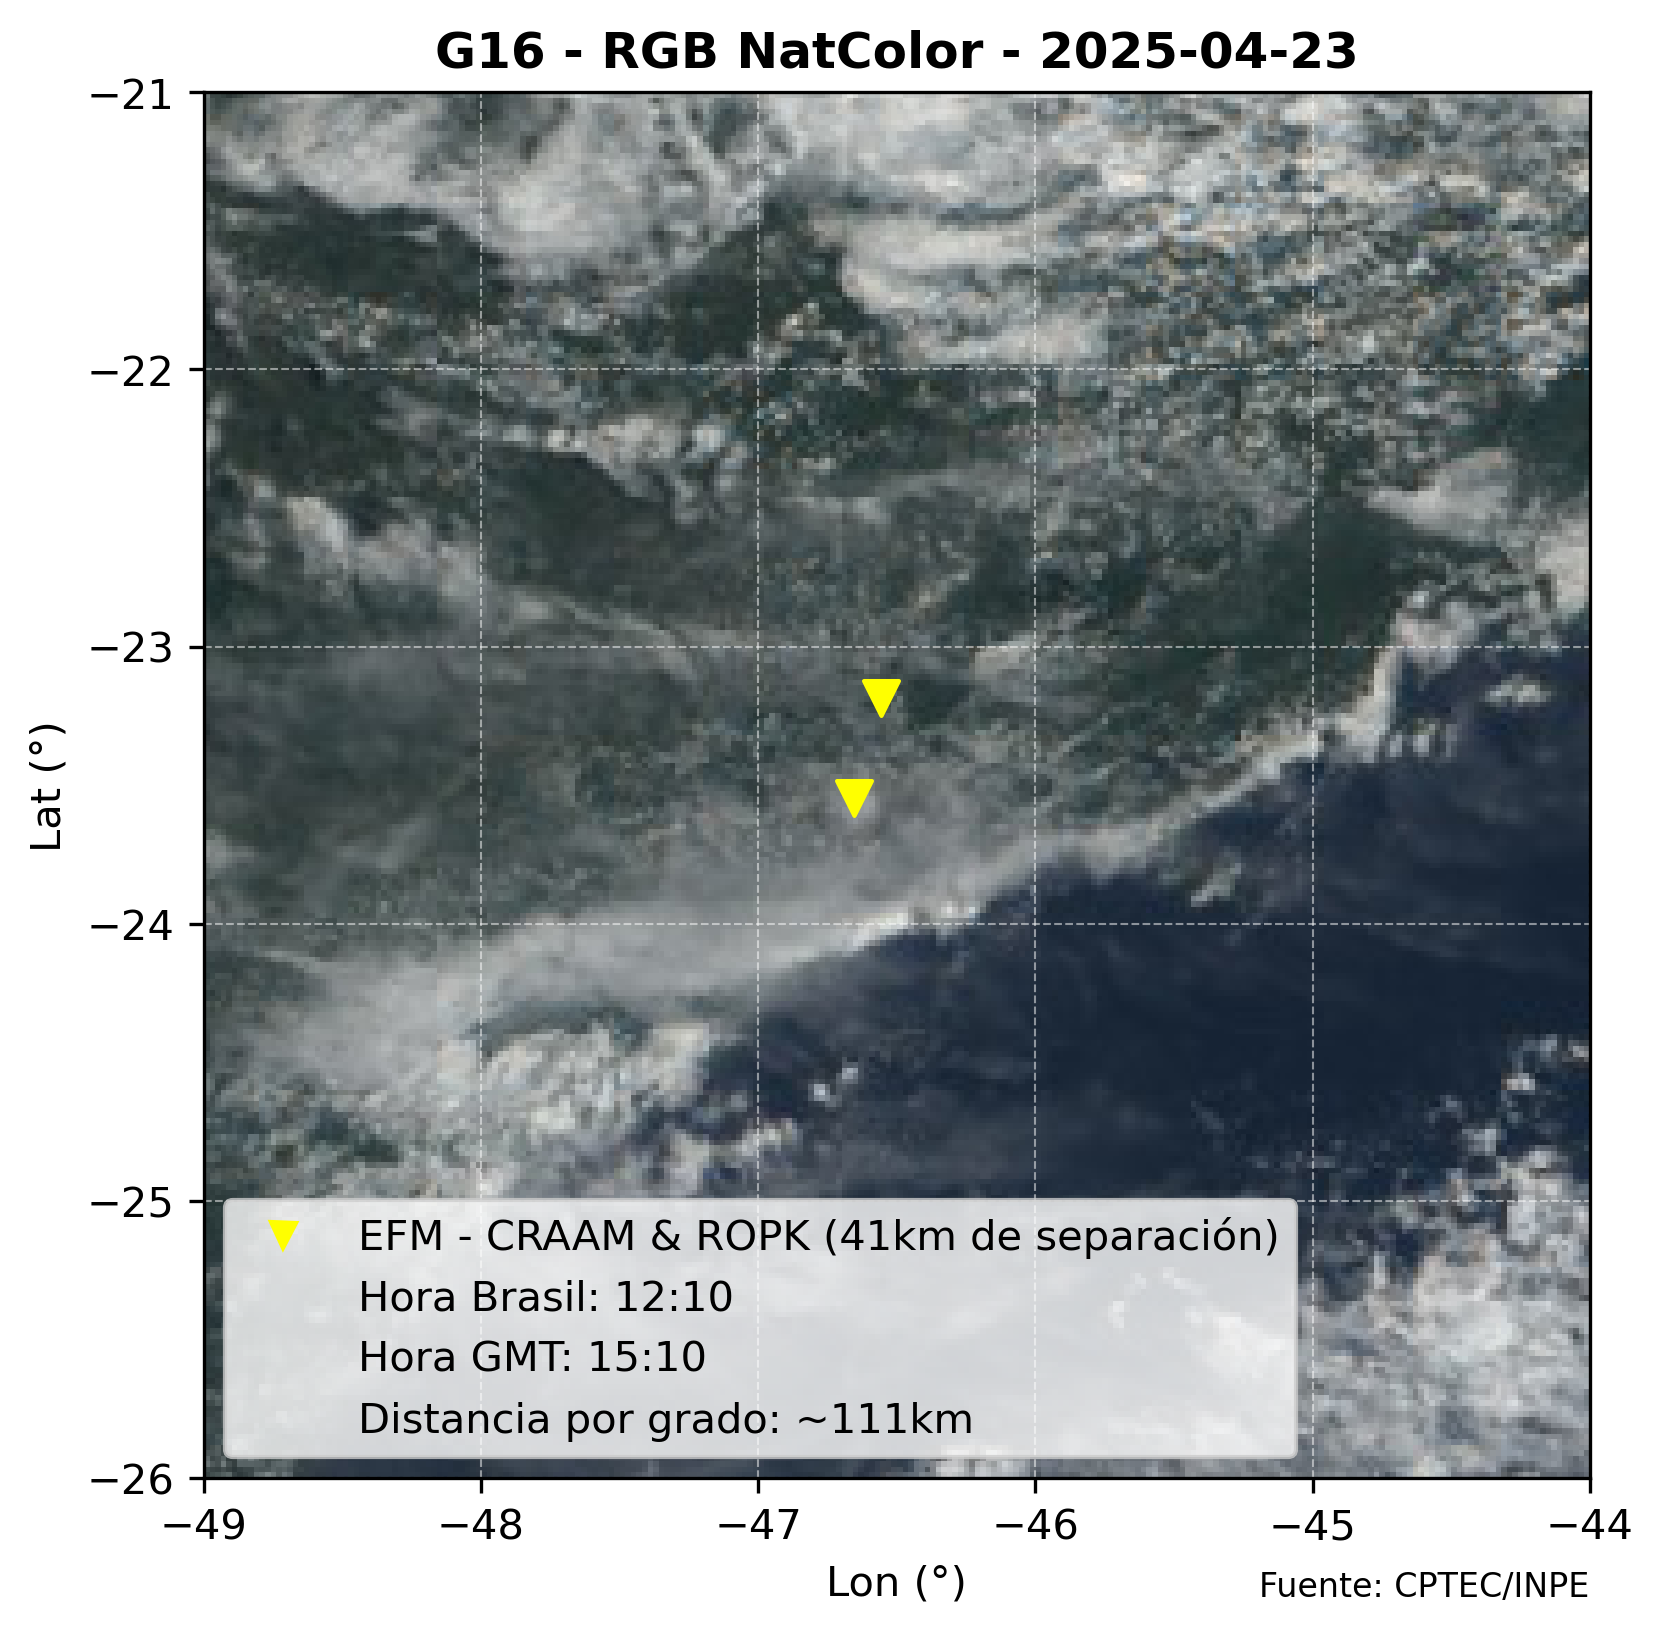 G16 - RGB NatColor - 2025-04-23
−21
−22
−23
−24
−25
−26
Lat (°)
EFM - CRAAM & ROPK (41km de separación)
Hora Brasil: 12:10
Hora GMT: 15:10
Distancia por grado: ~111km
−49 −48 −47 −46 −45 −44
Lon (°)
Fuente: CPTEC/INPE